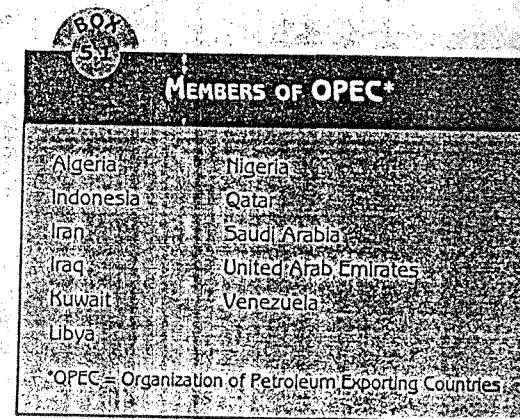 BOX
5.1
MEMBERS OF OPEC*
Algeria
Indonesia
Iran
Iraq
Kuwait
Libya
Nigeria
Qatar
Saudi Arabia
United Arab Emirates
Venezuela
*OPEC = Organization of Petroleum Exporting Countries